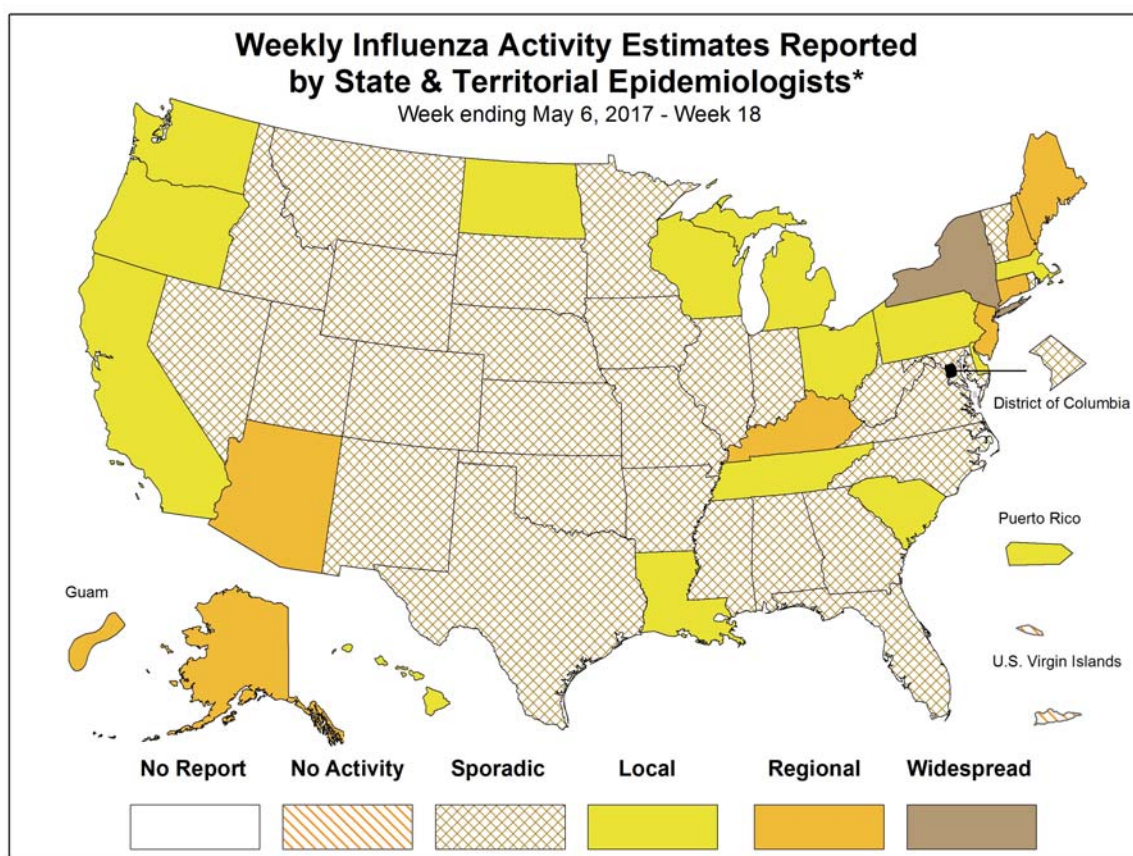 Weekly Influenza Activity Estimates Reported
by State & Territorial Epidemiologists*
Week ending May 6, 2017 - Week 18
District of Columbia
Puerto Rico
Guam
U.S. Virgin Islands
No Report No Activity Sporadic Local Regional Widespread